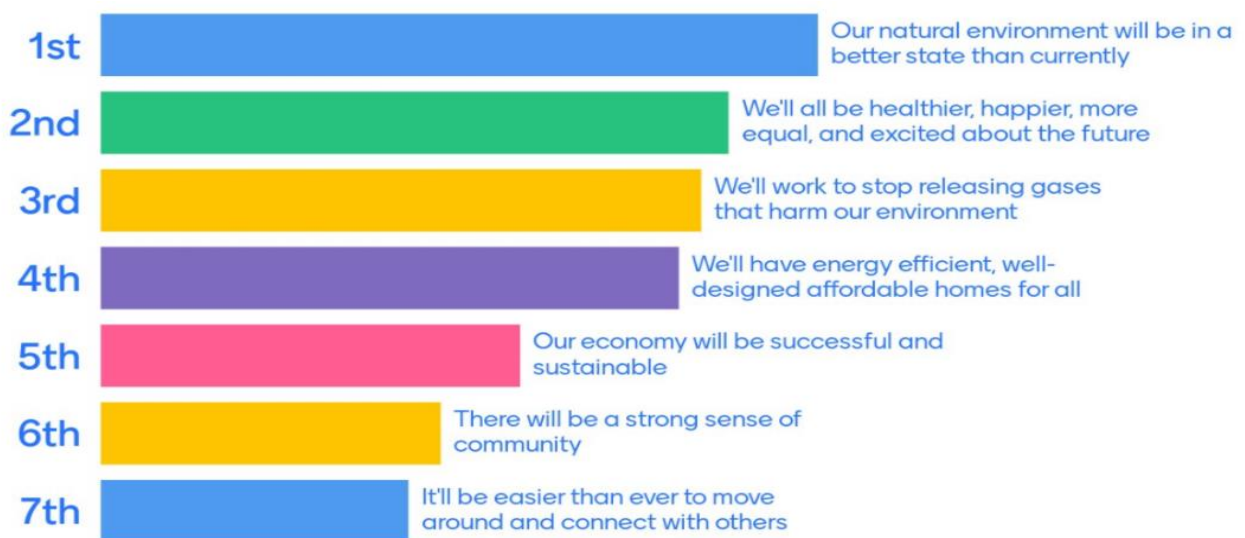 1st
Our natural environment will be in a
better state than currently
2nd
We'll all be healthier, happier, more
equal, and excited about the future
3rd
We'll work to stop releasing gases
that harm our environment
4th
We'll have energy efficient, well-
designed affordable homes for all
5th
Our economy will be successful and
sustainable
6th
There will be a strong sense of
community
7th
It'll be easier than ever to move
around and connect with others